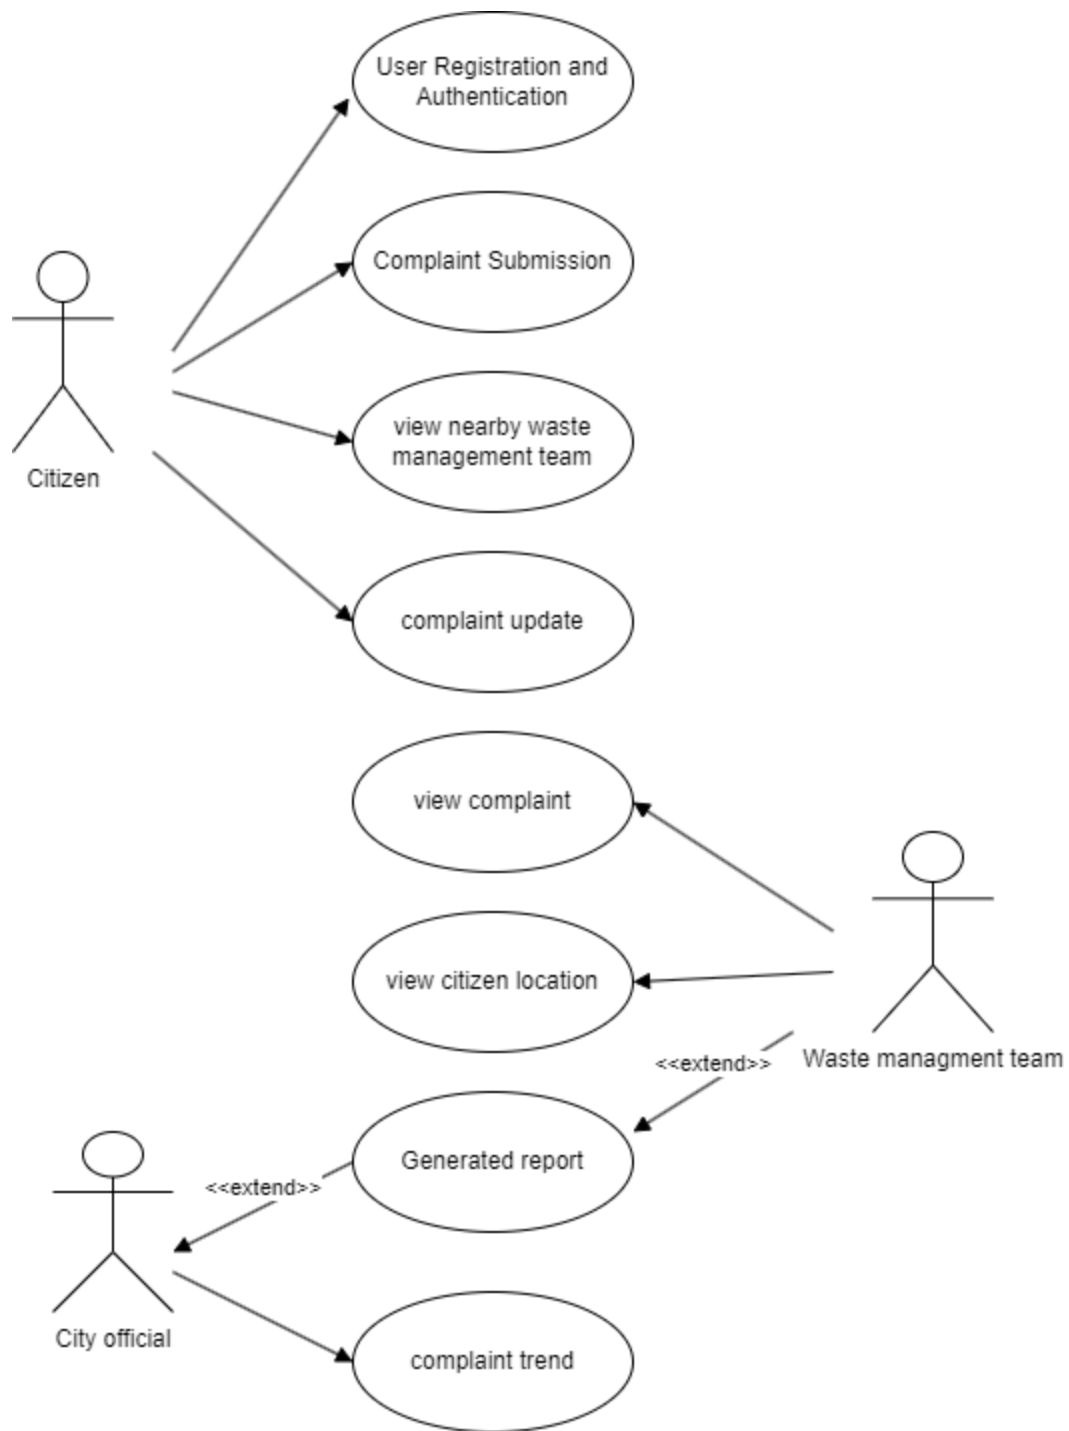 User Registration and
Authentication
Complaint Submission
view nearby waste
management team
Citizen
complaint update
view complaint
view citizen location
Waste managment team
<<extend>>
Generated report
<<extend>>
City official
complaint trend